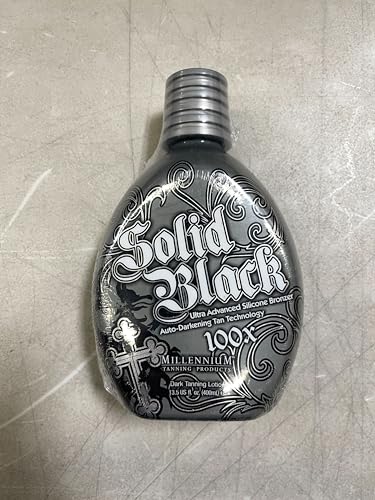 Solid
Black
Ultra Advanced Silicone Bronzer
Auto-Darkening Tan Technology
100x
MILLENNIUM
TANNING PRODUCTS
Dark Tanning Lotion
13.5 US fl. oz. (400ml)